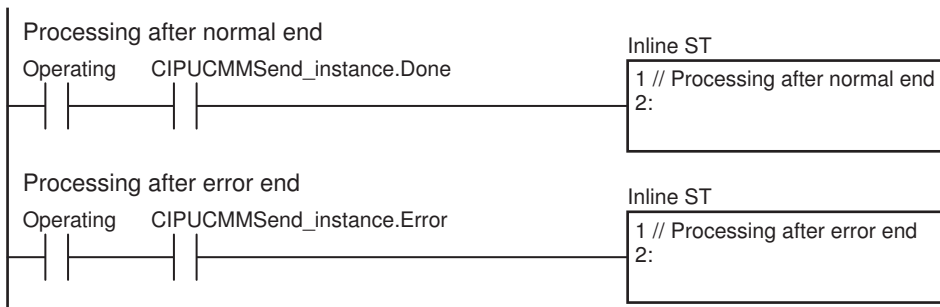 Processing after normal end
Operating CIPUCMMSend_instance.Done
Inline ST
1 // Processing after normal end
2:
Processing after error end
Operating CIPUCMMSend_instance.Error
Inline ST
1 // Processing after error end
2: